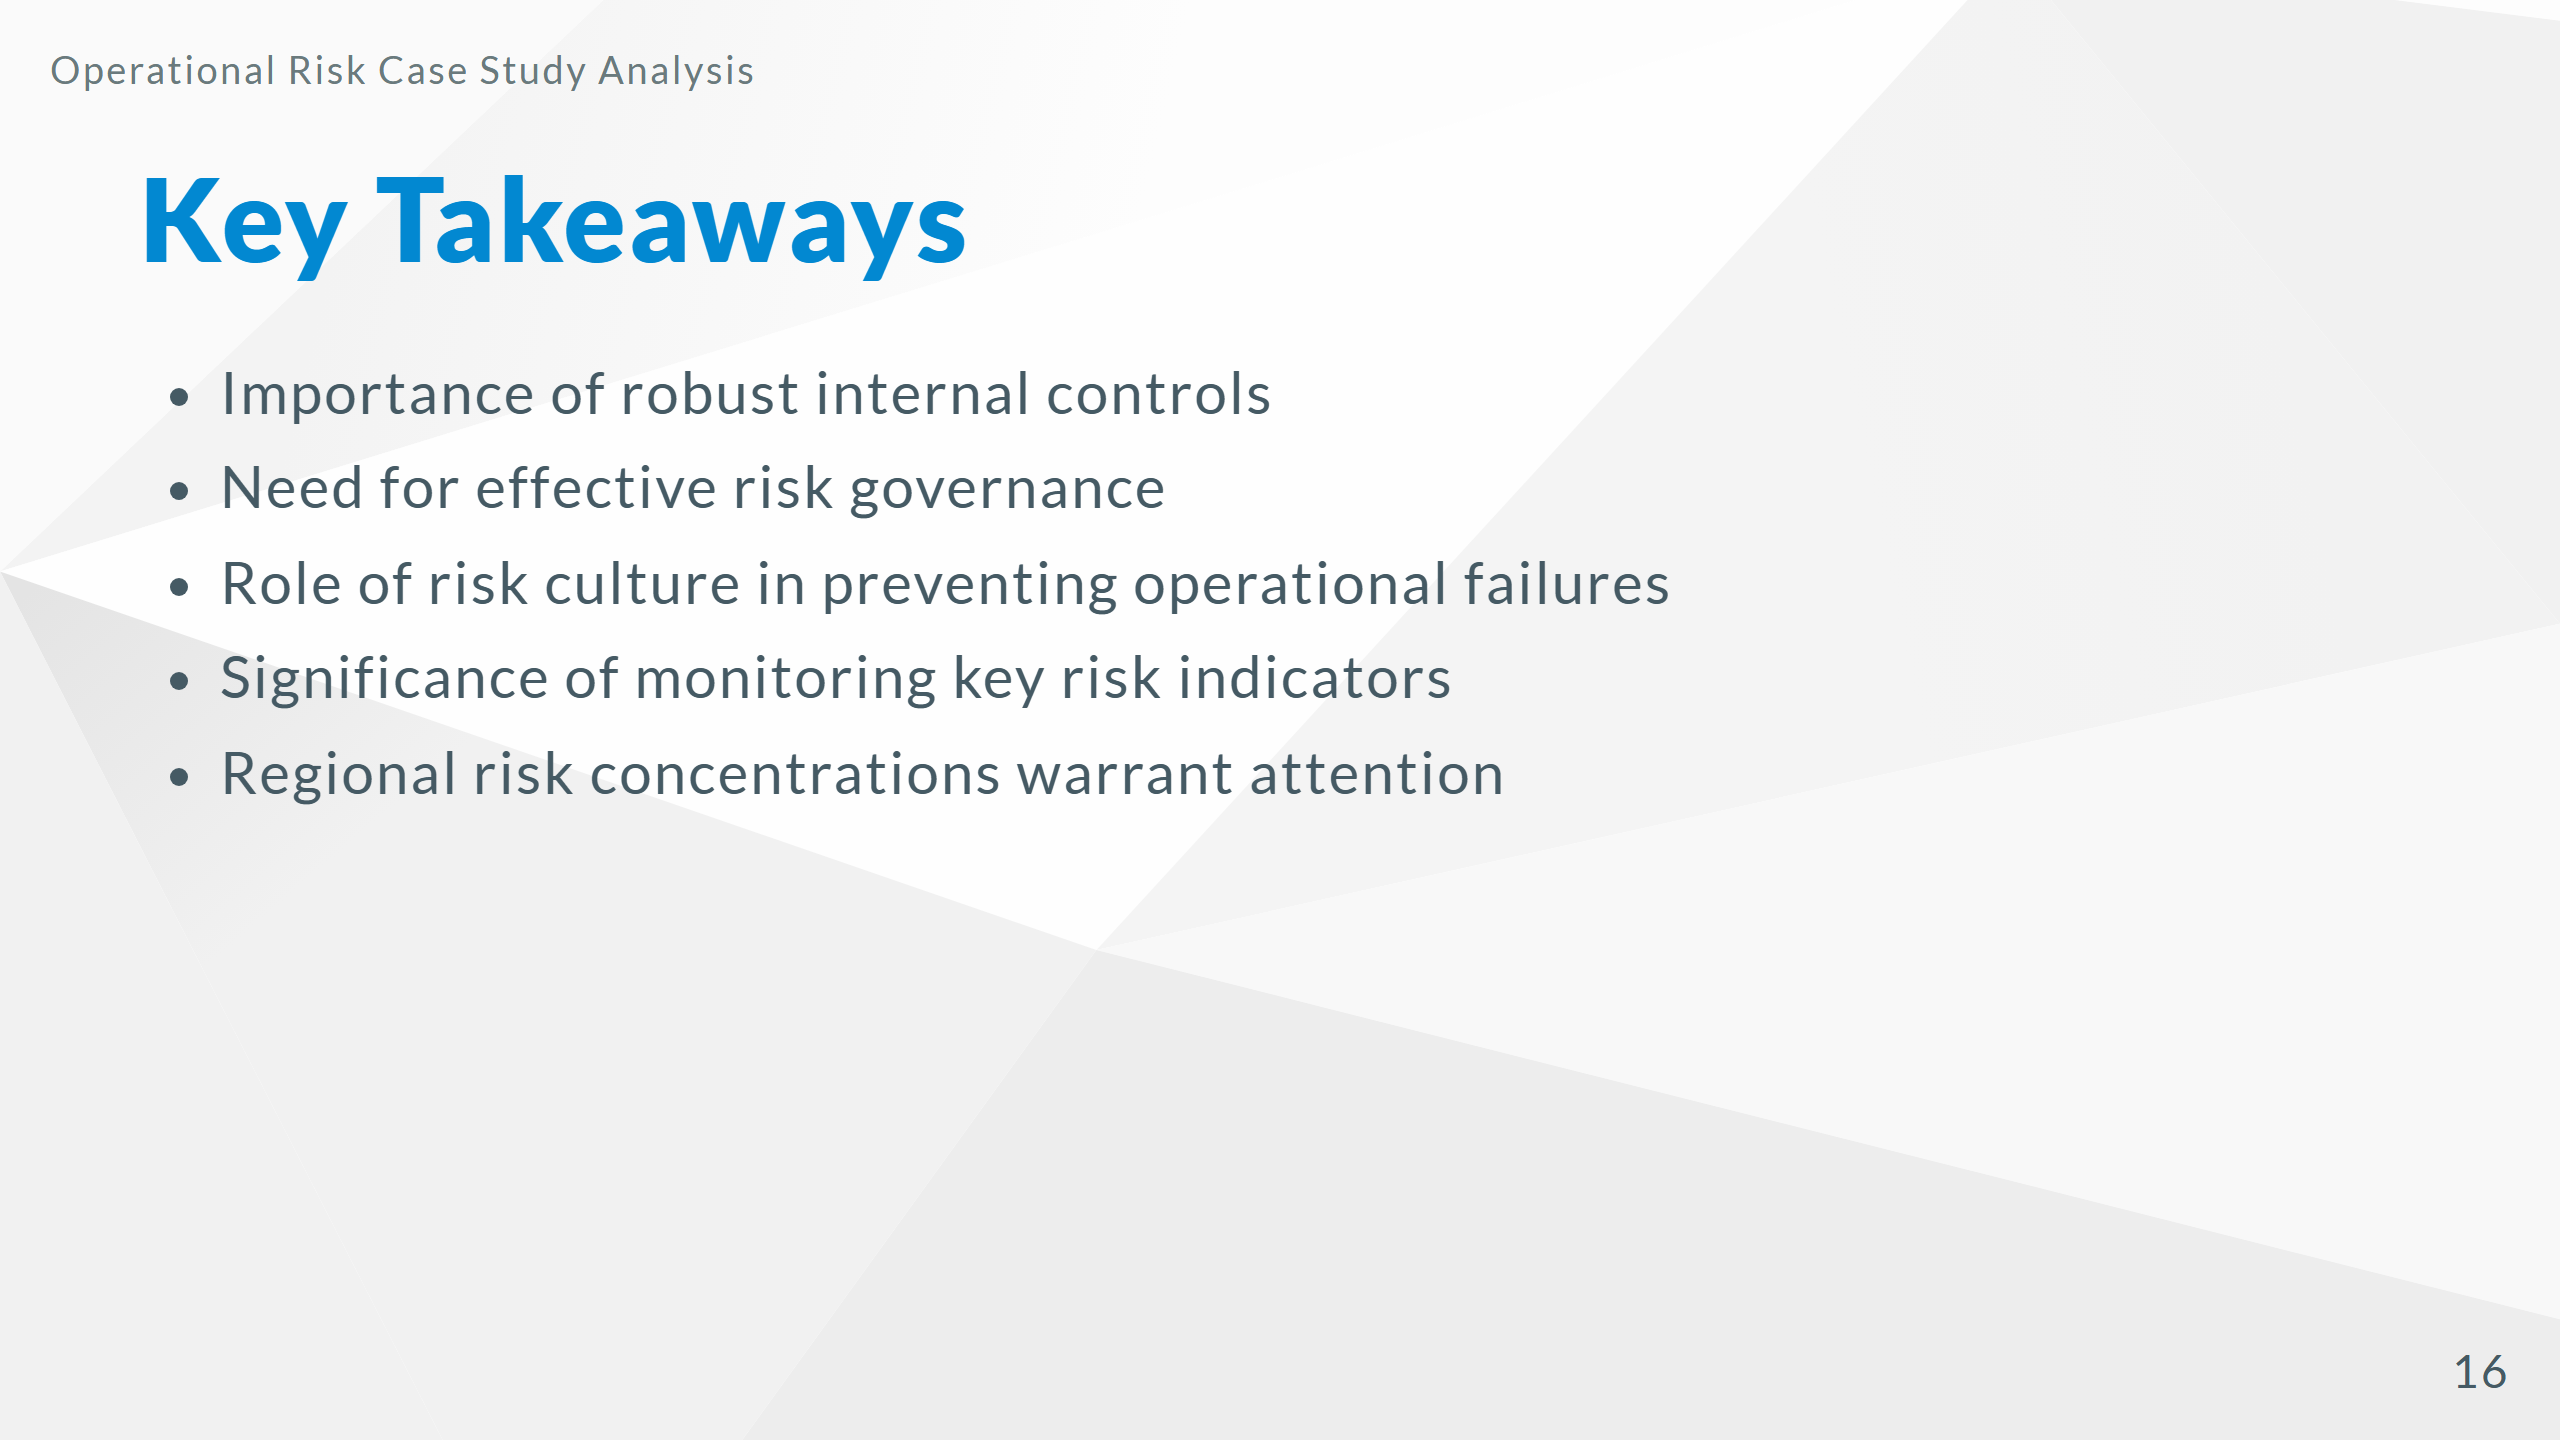 Operational Risk Case Study Analysis
Key Takeaways
• Importance of robust internal controls
• Need for effective risk governance
• Role of risk culture in preventing operational failures
• Significance of monitoring key risk indicators
• Regional risk concentrations warrant attention
16